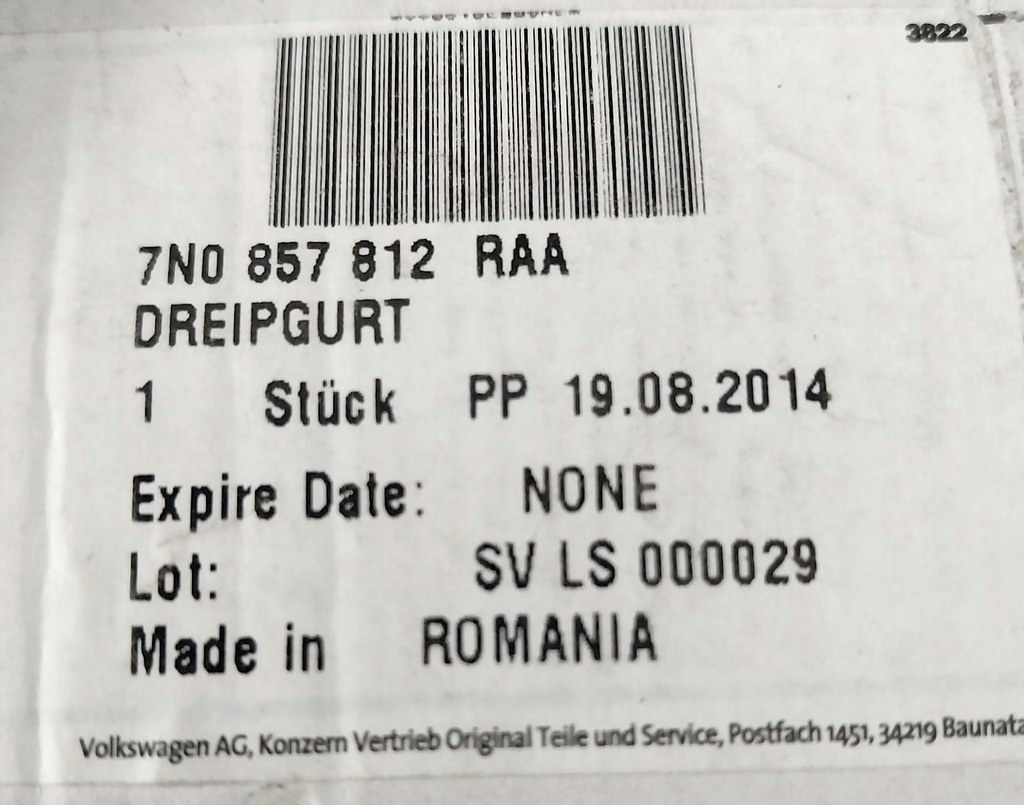 3822
7N0 857 812 RAA
DREIPGURT
1 Stück PP 19.08.2014
Expire Date: NONE
Lot: SV LS 000029
Made in ROMANIA
Volkswagen AG, Konzern Vertrieb Original Teile und Service, Postfach 1451, 34219 Baunata